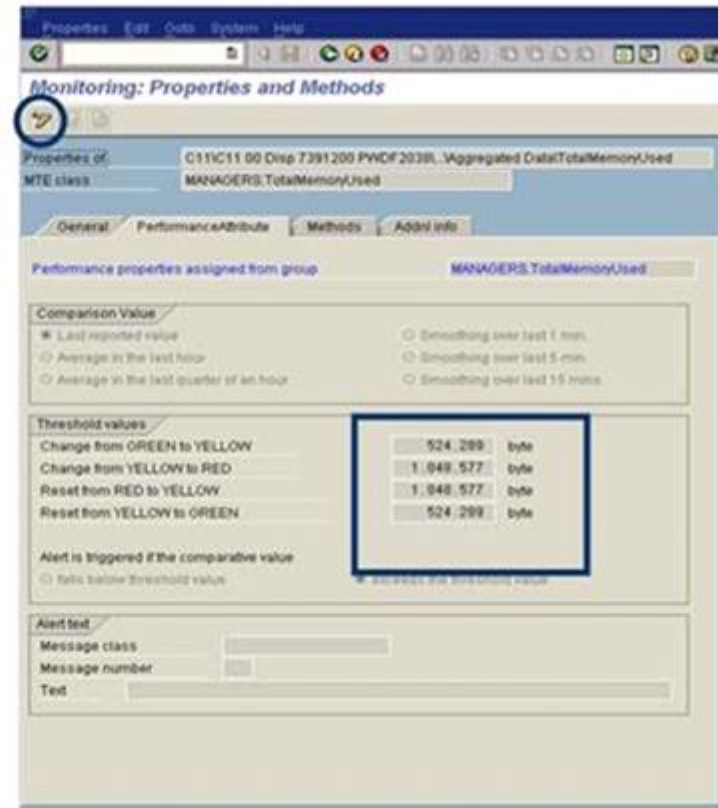 Properties Edit Goto System Help
Monitoring: Properties and Methods
Properties of C11\C11 00 Disp 7391200 PWDF2038\...\Aggregated Data\TotalMemoryUsed
MTE class MANAGERS.TotalMemoryUsed
General PerformanceAttribute Methods Addnl info
Performance properties assigned from group MANAGERS.TotalMemoryUsed
Comparison Value
Last reported value Smoothing over last 1 min.
Average in the last hour Smoothing over last 5 min.
Average in the last quarter of an hour Smoothing over last 15 mins.
Threshold values
Change from GREEN to YELLOW 524.289 byte
Change from YELLOW to RED 1.048.577 byte
Reset from RED to YELLOW 1.048.577 byte
Reset from YELLOW to GREEN 524.289 byte
Alert is triggered if the comparative value
falls below threshold value exceeds the threshold value
Alert text
Message class
Message number
Text